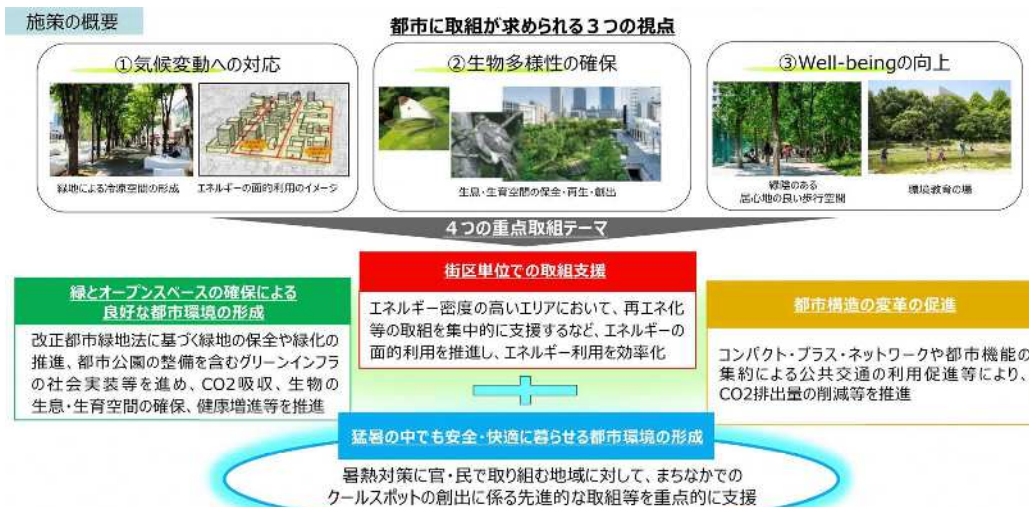 施策の概要
都市に取組が求められる３つの視点
①気候変動への対応
緑地による冷涼空間の形成
エネルギーの面的利用のイメージ
②生物多様性の確保
生息・生育空間の保全・再生・創出
③Well-beingの向上
緑陰のある
居心地の良い歩行空間
環境教育の場
４つの重点取組テーマ
緑とオープンスペースの確保による
良好な都市環境の形成
改正都市緑地法に基づく緑地の保全や緑化の
推進、都市公園の整備を含むグリーンインフラ
の社会実装等を進め、CO2吸収、生物の
生息・生育空間の確保、健康増進等を推進
街区単位での取組支援
エネルギー密度の高いエリアにおいて、再エネ化
等の取組を集中的に支援するなど、エネルギーの
面的利用を推進し、エネルギー利用を効率化
都市構造の変革の促進
コンパクト・プラス・ネットワークや都市機能の
集約による公共交通の利用促進等により、
CO2排出量の削減等を推進
猛暑の中でも安全・快適に暮らせる都市環境の形成
暑熱対策に官・民で取り組む地域に対して、まちなかでの
クールスポットの創出に係る先進的な取組等を重点的に支援